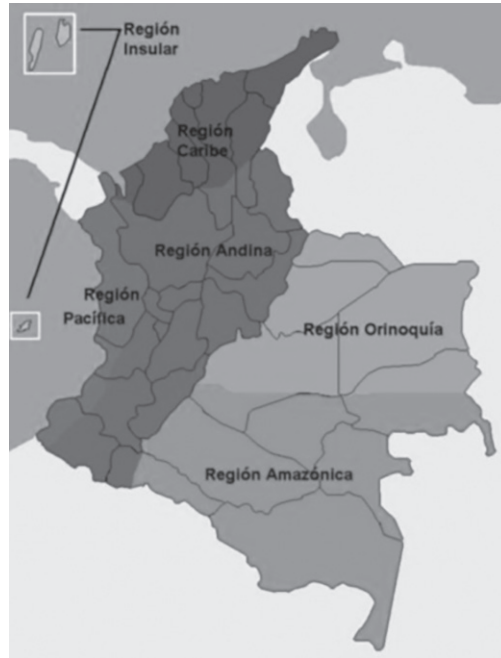 Región
Insular
Región
Caribe
Región Andina
Región
Pacífica
Región Orinoquía
Región Amazónica